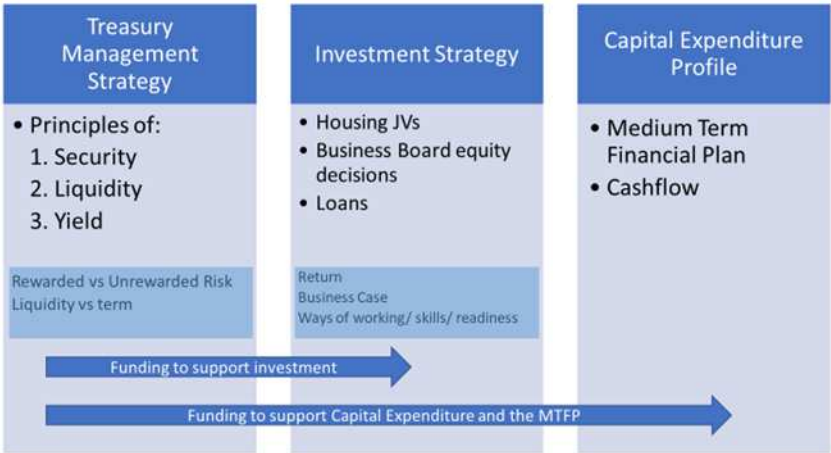 Treasury
Management
Strategy
• Principles of:
1. Security
2. Liquidity
3. Yield
Rewarded vs Unrewarded Risk
Liquidity vs term
Investment Strategy
• Housing JVs
• Business Board equity
decisions
• Loans
Return
Business Case
Ways of working/ skills/ readiness
Capital Expenditure
Profile
• Medium Term
Financial Plan
• Cashflow
Funding to support investment
Funding to support Capital Expenditure and the MTFP